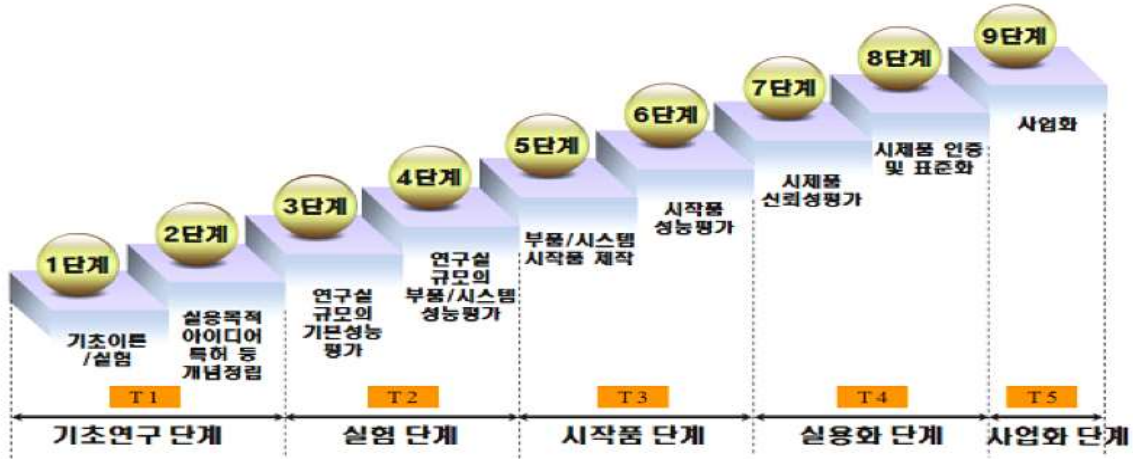 1단계
기초이론
/실험
2단계
실용목적
아이디어
특허 등
개념정립
3단계
연구실
규모의
기본성능
평가
4단계
연구실
규모의
부품/시스템
성능평가
5단계
부품/시스템
시작품 제작
6단계
시작품
성능평가
7단계
시제품
신뢰성평가
8단계
시제품 인증
및 표준화
9단계
사업화
T 1
T 2
T 3
T 4
T 5
기초연구 단계
실험 단계
시작품 단계
실용화 단계
사업화 단계